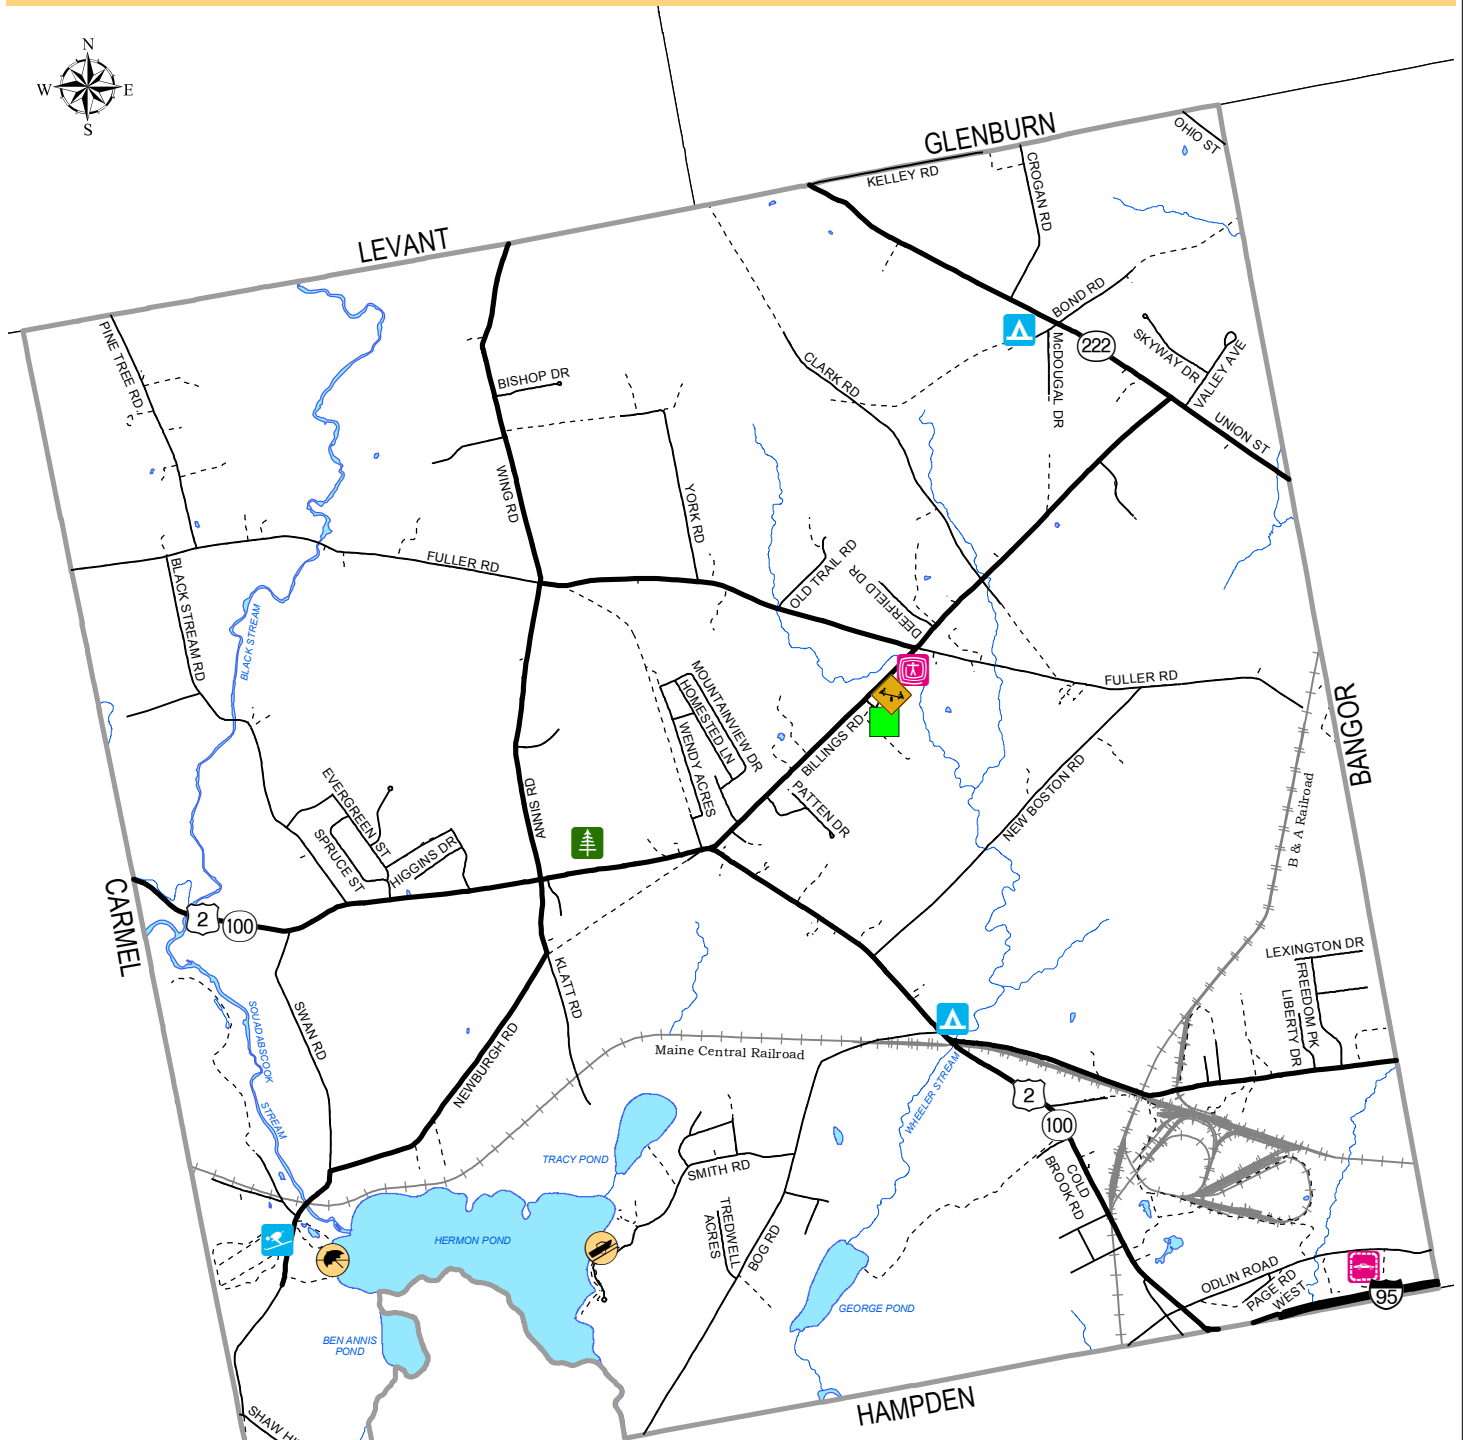 N
W E
S
GLENBURN
OHIO ST
KELLEY RD
CROGAN RD
LEVANT
BOND RD
PINE TREE RD
McDOUGAL DR
222
SKYWAY DR
VALLEY AVE
CLARK RD
BISHOP DR
UNION ST
WING RD
YORK RD
FULLER RD
OLD TRAIL RD
DEERFIELD DR
BLACK STREAM RD
BLACK STREAM
FULLER RD
MOUNTAINVIEW DR
HOMESTED LN
WENDY ACRES
BILLINGS RD
BANGOR
NEW BOSTON RD
PATTEN DR
B & A Railroad
ANNIS RD
EVERGREEN ST
SPRUCE ST
HIGGINS DR
CARMEL
2
100
LEXINGTON DR
FREEDOM PK
LIBERTY DR
KLATT RD
SWAN RD
SOUADABSCOOK
STREAM
NEWBURGH RD
Maine Central Railroad
WHEELER STREAM
2
100
TRACY POND
SMITH RD
COLD
BROOK RD
TREDWELL
ACRES
BOG RD
HERMON POND
ODLIN ROAD
PAGE RD
WEST
95
GEORGE POND
BEN ANNIS
POND
HAMPDEN